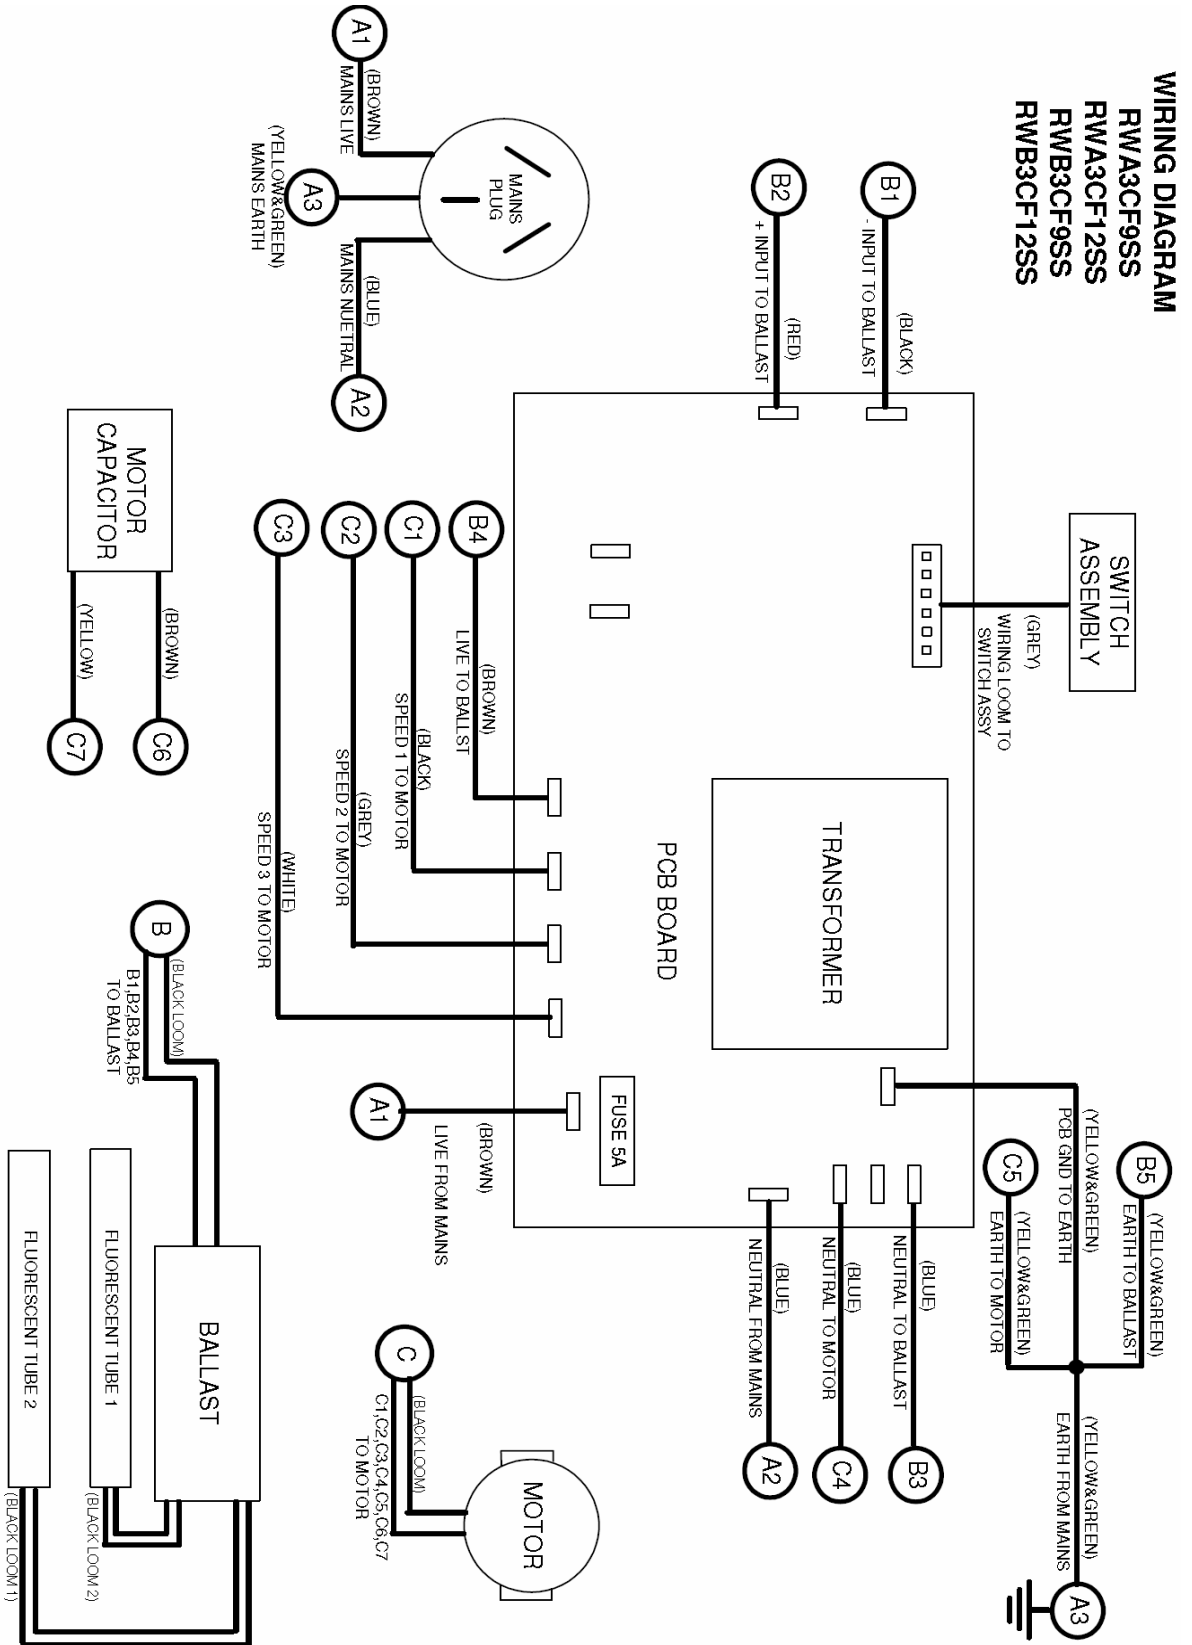 WIRING DIAGRAM
RWA3CF9SS
RWA3CF12SS
RWB3CF9SS
RWB3CF12SS
SWITCH
ASSEMBLY
(GREY)
WIRING LOOM TO
SWITCH ASSY
B1
(BLACK)
- INPUT TO BALLAST
B2
(RED)
+ INPUT TO BALLAST
B5
(YELLOW&GREEN)
EARTH TO BALLAST
(YELLOW&GREEN)
PCB GND TO EARTH
C5
(YELLOW&GREEN)
EARTH TO MOTOR
(YELLOW&GREEN)
EARTH FROM MAINS
A3
TRANSFORMER
PCB BOARD
(BLUE)
NEUTRAL TO BALLAST
B3
(BLUE)
NEUTRAL TO MOTOR
C4
(BLUE)
NEUTRAL FROM MAINS
A2
FUSE 5A
MAINS
PLUG
A1
(BROWN)
MAINS LIVE
A3
(YELLOW&GREEN)
MAINS EARTH
(BLUE)
MAINS NUETRAL
A2
B4
(BROWN)
LIVE TO BALLST
C1
(BLACK)
SPEED 1 TO MOTOR
C2
(GREY)
SPEED 2 TO MOTOR
C3
(WHITE)
SPEED 3 TO MOTOR
A1
(BROWN)
LIVE FROM MAINS
MOTOR
C
(BLACK LOOM)
C1,C2,C3,C4,C5,C6,C7
TO MOTOR
MOTOR
CAPACITOR
(BROWN)
C6
(YELLOW)
C7
B
(BLACK LOOM)
B1,B2,B3,B4,B5
TO BALLAST
BALLAST
FLUORESCENT TUBE 1
(BLACK LOOM 2)
FLUORESCENT TUBE 2
(BLACK LOOM 1)